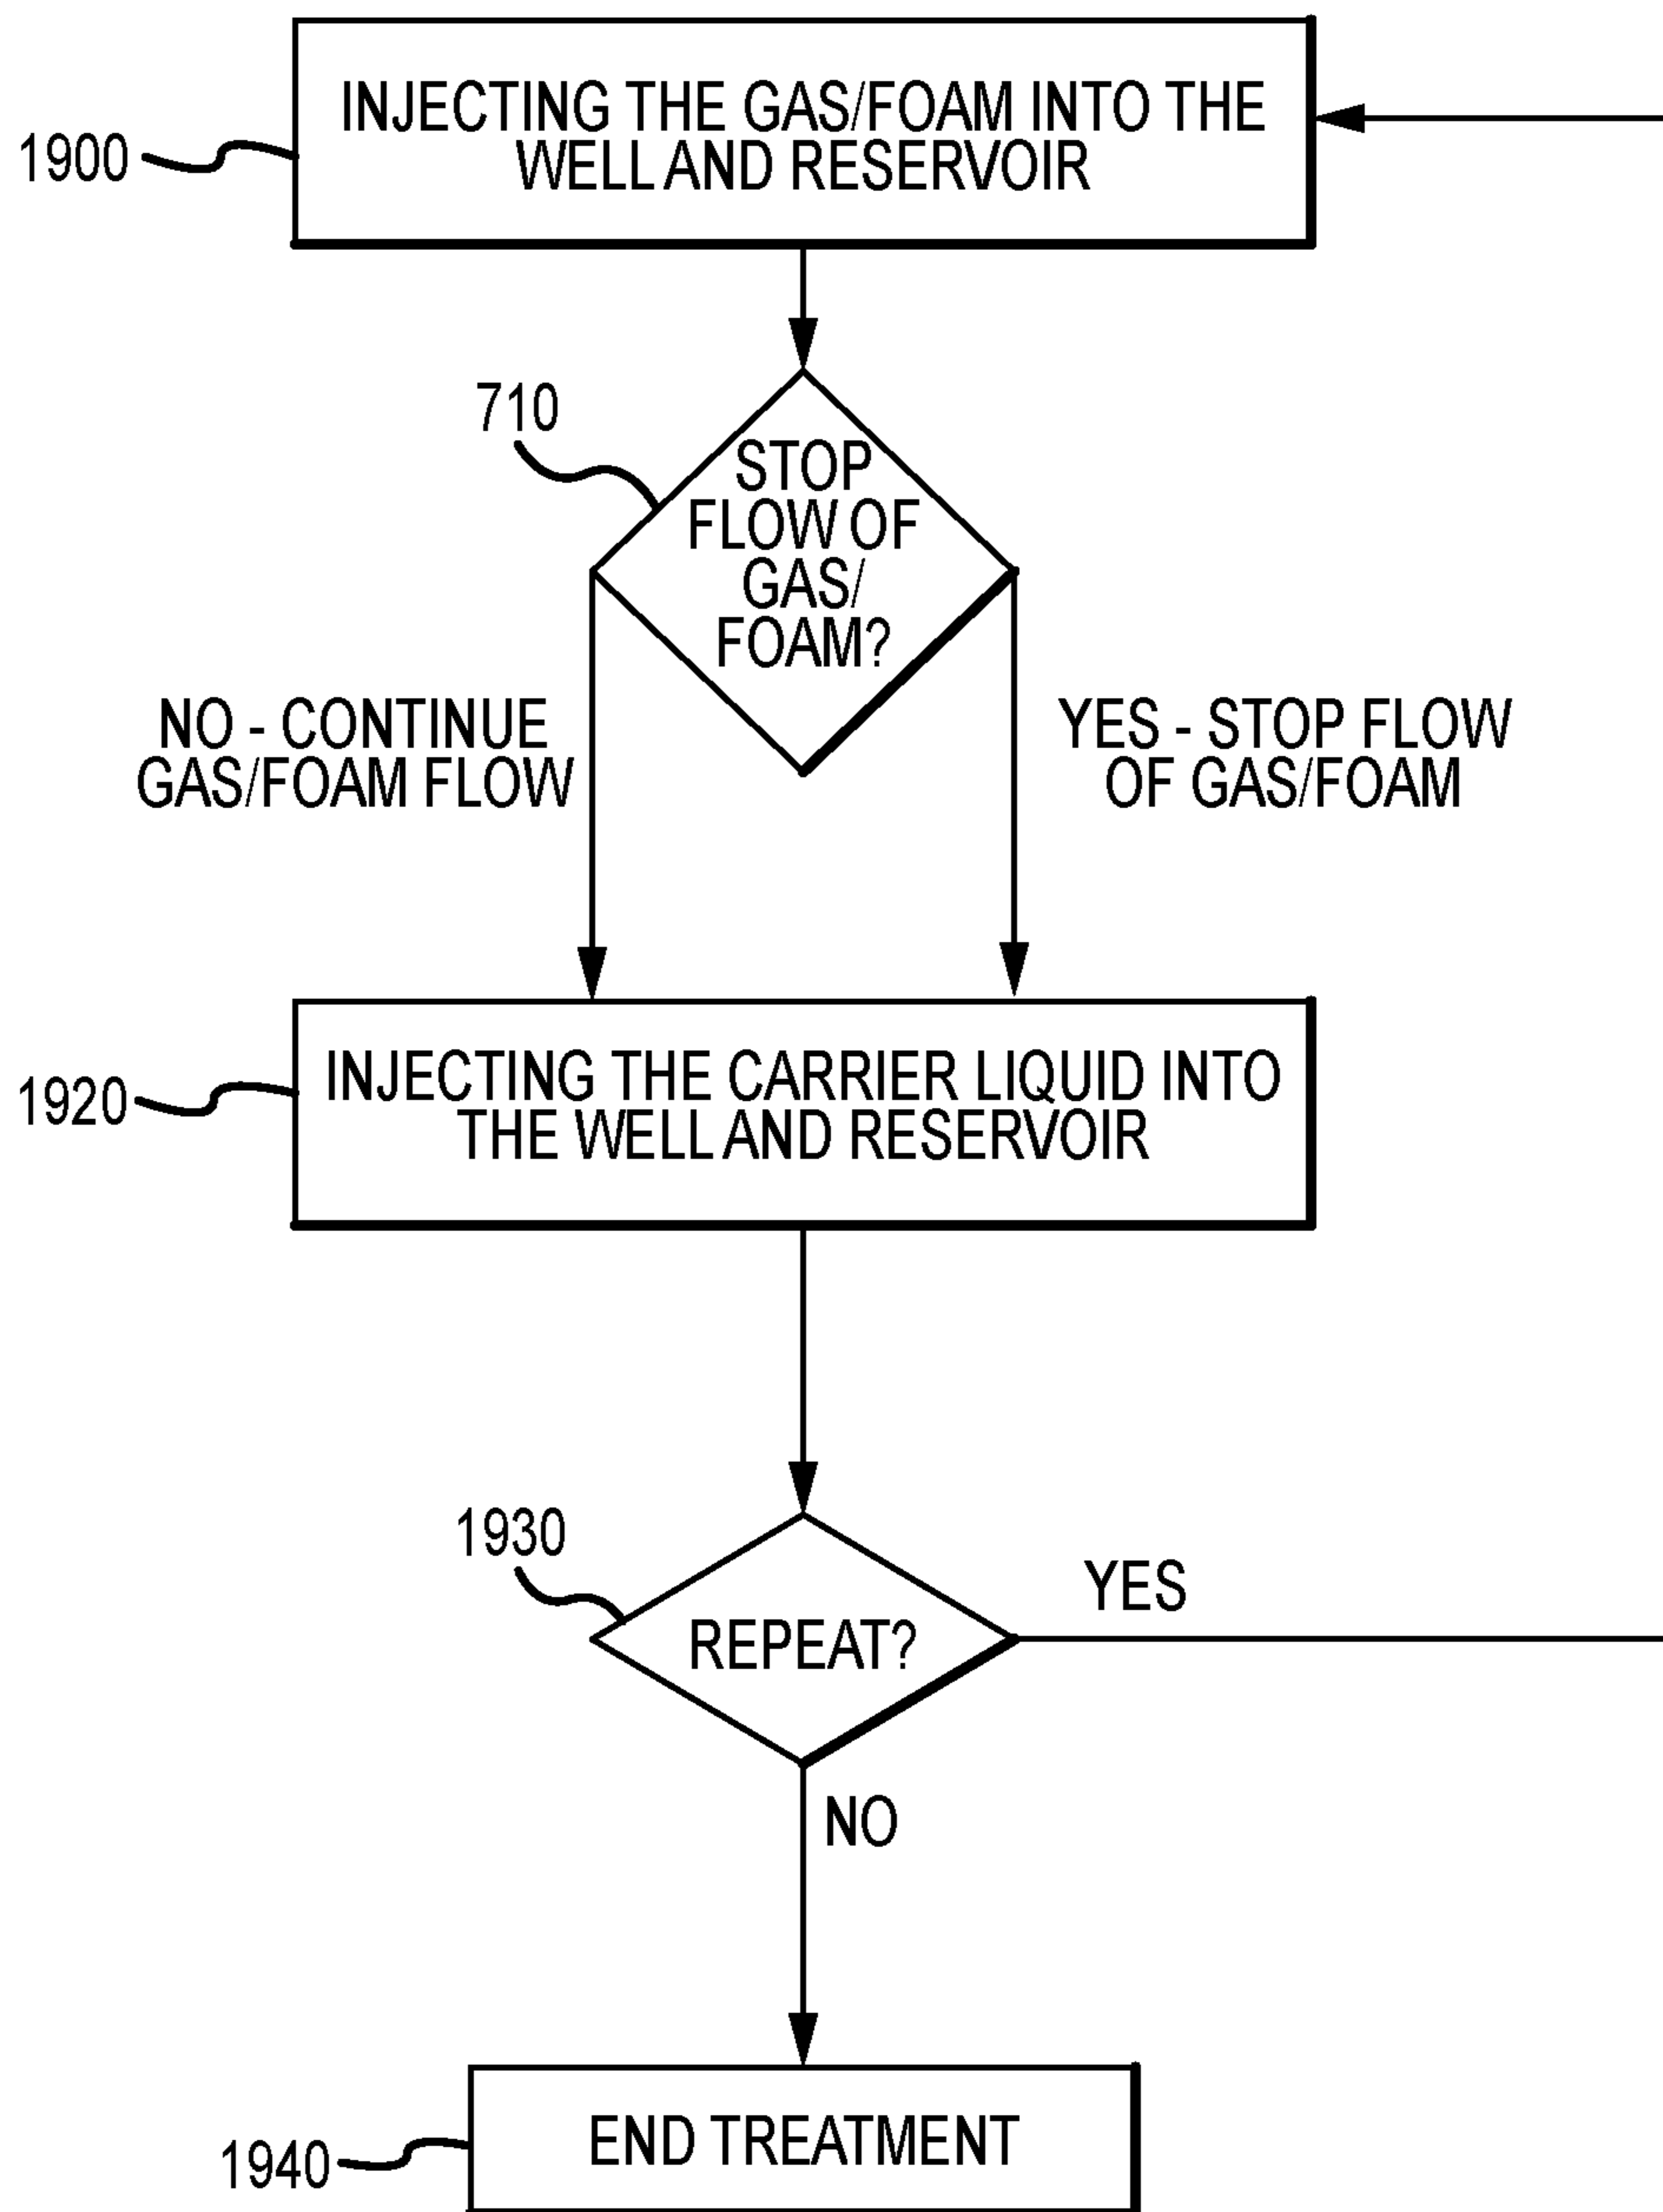 INJECTING THE GAS/FOAM INTO THE
WELL AND RESERVOIR
1900
710
STOP
FLOW OF
GAS/
FOAM?
NO - CONTINUE
GAS/FOAM FLOW
YES - STOP FLOW
OF GAS/FOAM
INJECTING THE CARRIER LIQUID INTO
THE WELL AND RESERVOIR
1920
1930
REPEAT?
YES
NO
END TREATMENT
1940